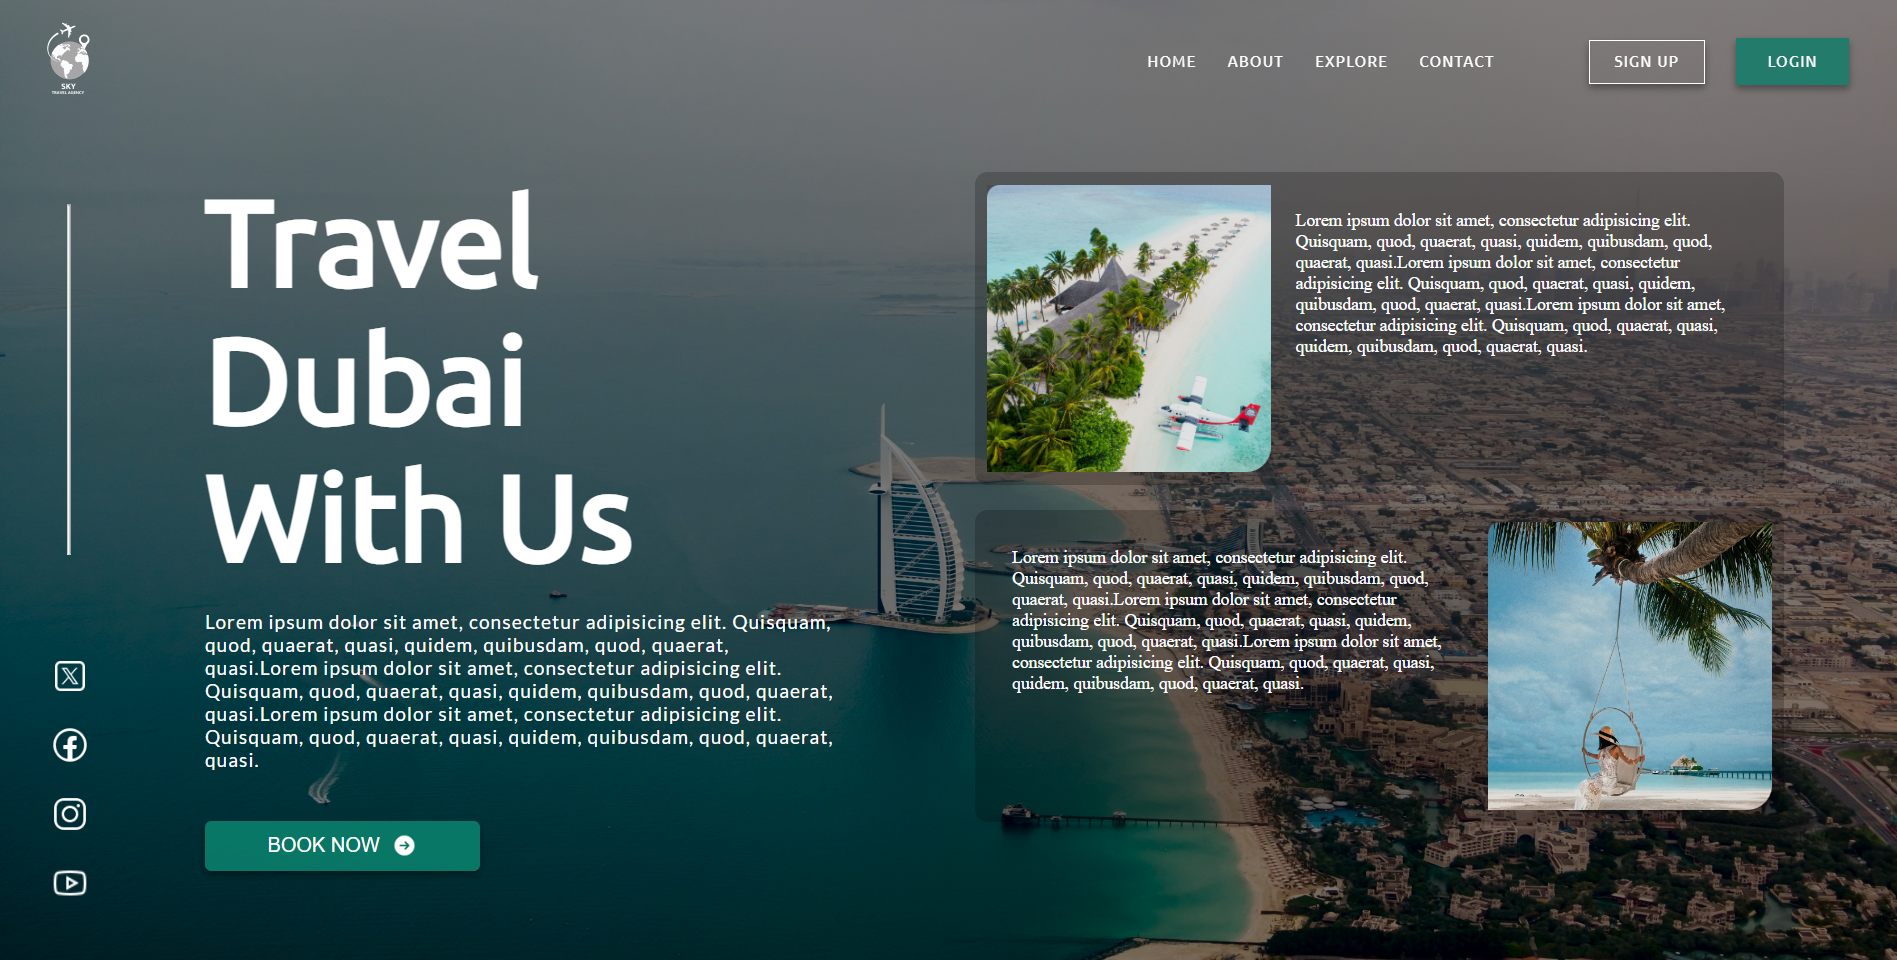 SKY
TRAVEL AGENCY
HOME
ABOUT
EXPLORE
CONTACT
SIGN UP
LOGIN
Travel
Dubai
With Us
Lorem ipsum dolor sit amet, consectetur adipisicing elit. Quisquam,
quod, quaerat, quasi, quidem, quibusdam, quod, quaerat,
quasi.Lorem ipsum dolor sit amet, consectetur adipisicing elit.
Quisquam, quod, quaerat, quasi, quidem, quibusdam, quod, quaerat,
quasi.Lorem ipsum dolor sit amet, consectetur adipisicing elit.
Quisquam, quod, quaerat, quasi, quidem, quibusdam, quod, quaerat,
quasi.
BOOK NOW
Lorem ipsum dolor sit amet, consectetur adipisicing elit.
Quisquam, quod, quaerat, quasi, quidem, quibusdam, quod,
quaerat, quasi.Lorem ipsum dolor sit amet, consectetur
adipisicing elit. Quisquam, quod, quaerat, quasi, quidem,
quibusdam, quod, quaerat, quasi.Lorem ipsum dolor sit amet,
consectetur adipisicing elit. Quisquam, quod, quaerat, quasi,
quidem, quibusdam, quod, quaerat, quasi.
Lorem ipsum dolor sit amet, consectetur adipisicing elit.
Quisquam, quod, quaerat, quasi, quidem, quibusdam, quod,
quaerat, quasi.Lorem ipsum dolor sit amet, consectetur
adipisicing elit. Quisquam, quod, quaerat, quasi, quidem,
quibusdam, quod, quaerat, quasi.Lorem ipsum dolor sit amet,
consectetur adipisicing elit. Quisquam, quod, quaerat, quasi,
quidem, quibusdam, quod, quaerat, quasi.